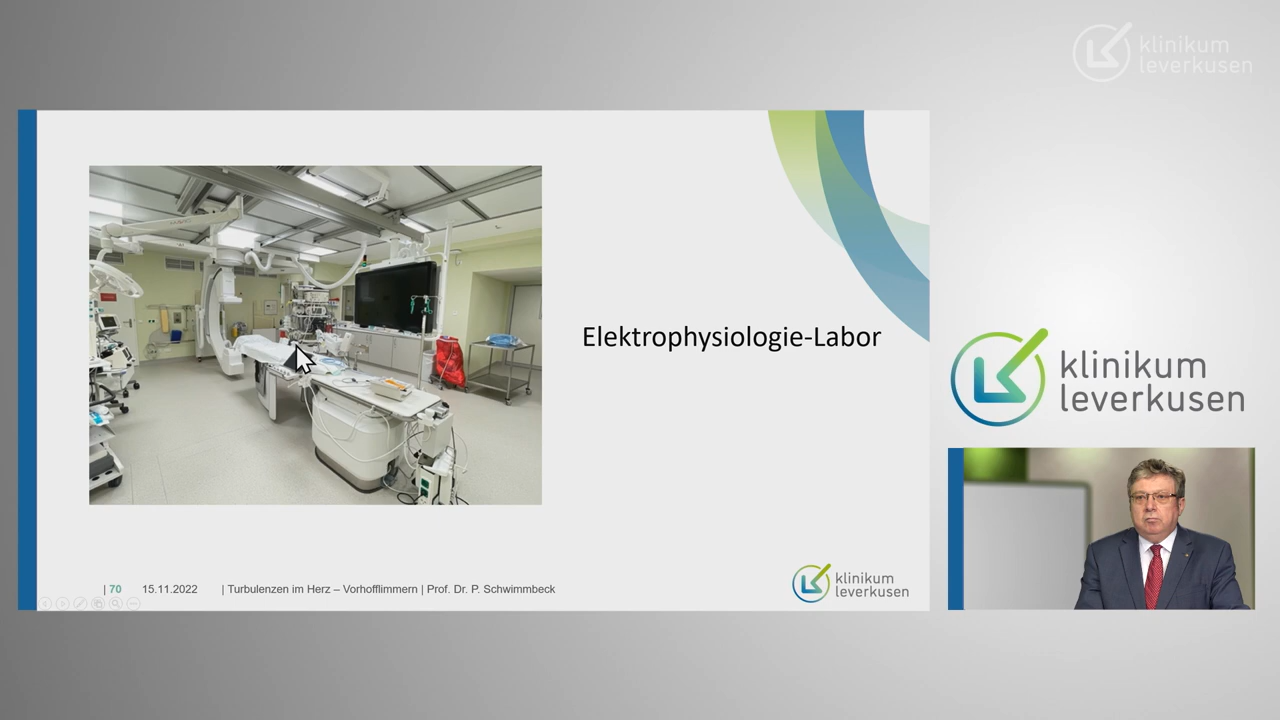 klinikum
leverkusen
Elektrophysiologie-Labor
klinikum
leverkusen
| 70 15.11.2022 | Turbulenzen im Herz – Vorhofflimmern | Prof. Dr. P. Schwimmbeck
klinikum
leverkusen